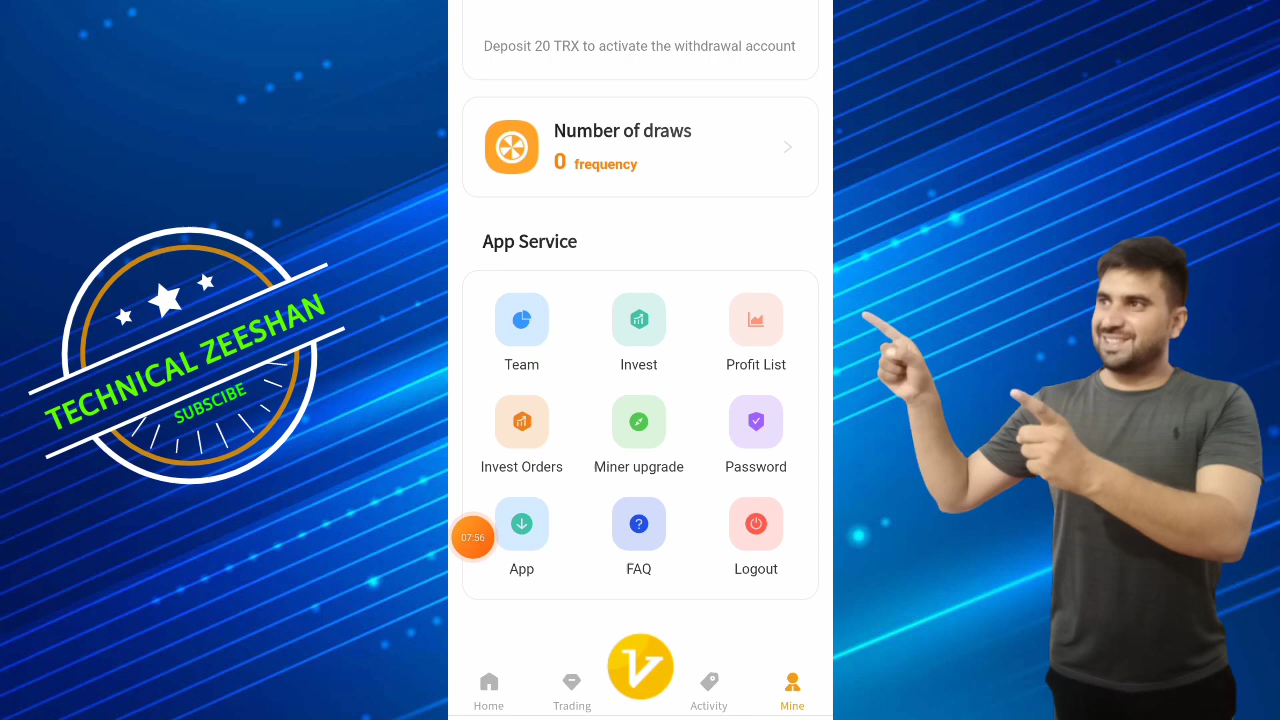 Deposit 20 TRX to activate the withdrawal account
Number of draws
0 frequency
App Service
Team
Invest
Profit List
Invest Orders
Miner upgrade
Password
07:56
App
FAQ
Logout
Home
Trading
Activity
Mine
TECHNICAL ZEESHAN
SUBSCIBE